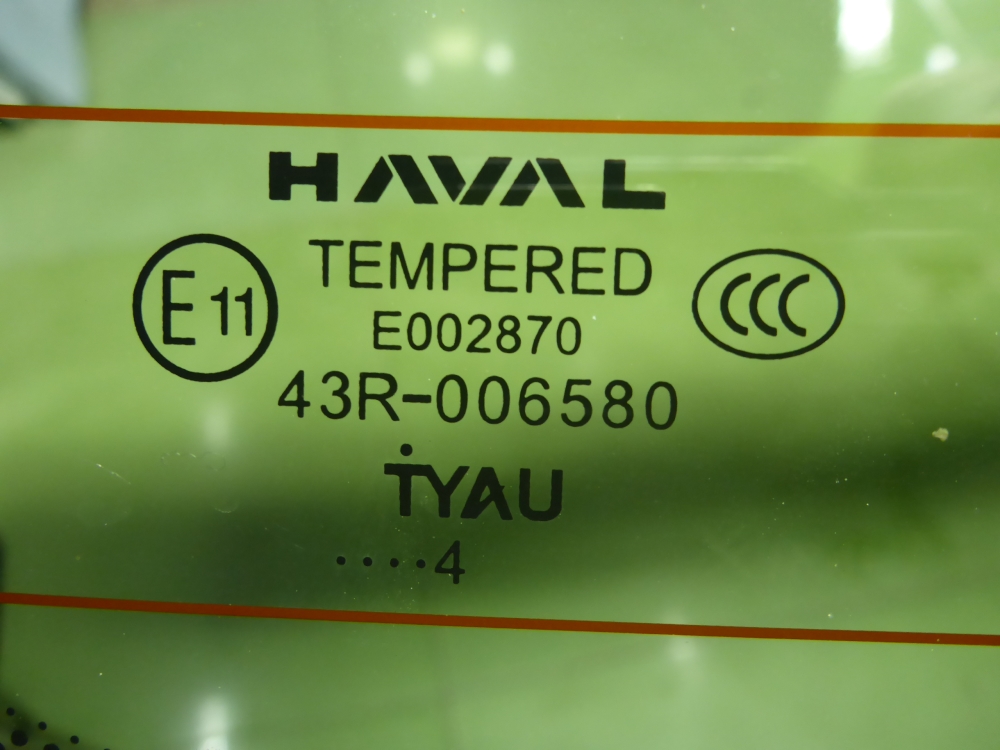 HAVAL
TEMPERED
E11
CCC
E002870
43R-006580
TYAU
....4